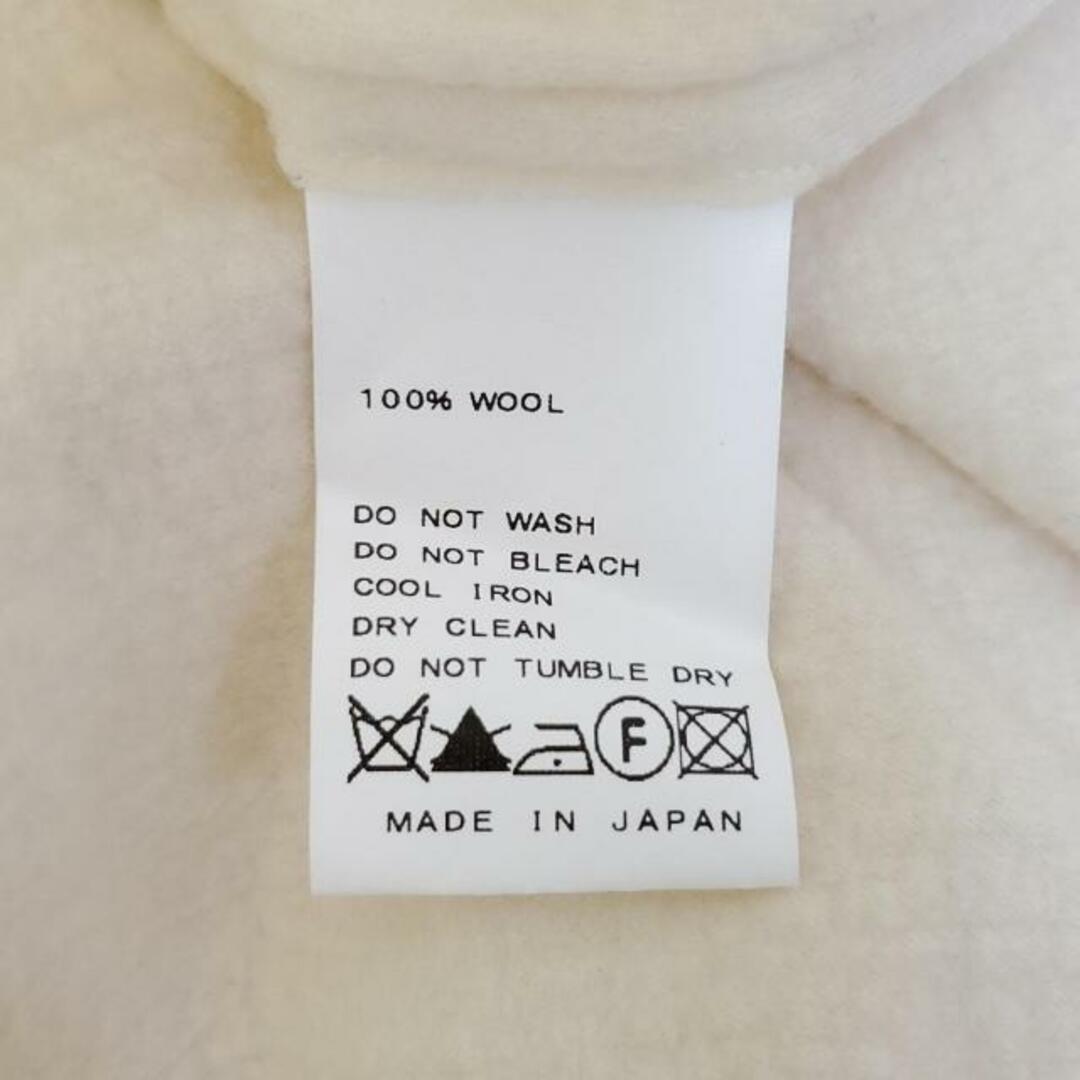 100% WOOL
DO NOT WASH
DO NOT BLEACH
COOL IRON
DRY CLEAN
DO NOT TUMBLE DRY
F
MADE IN JAPAN